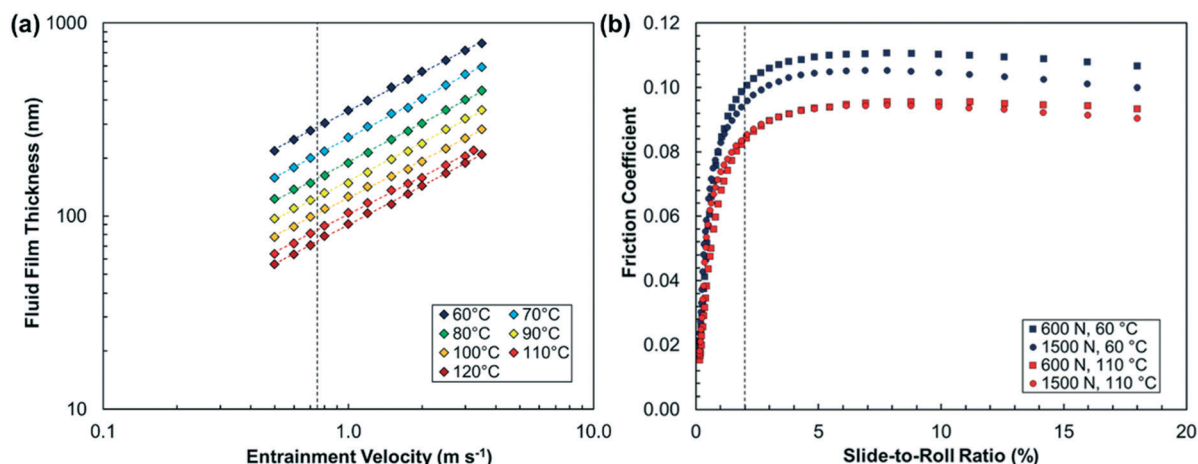 (a)
1000
100
10
0.1
1.0
10.0
Fluid Film Thickness (nm)
Entrainment Velocity (m s⁻¹)
60°C 70°C
80°C 90°C
100°C 110°C
120°C
(b)
0.12
0.10
0.08
0.06
0.04
0.02
0.00
0
5
10
15
20
Friction Coefficient
Slide-to-Roll Ratio (%)
600 N, 60 °C
1500 N, 60 °C
600 N, 110 °C
1500 N, 110 °C